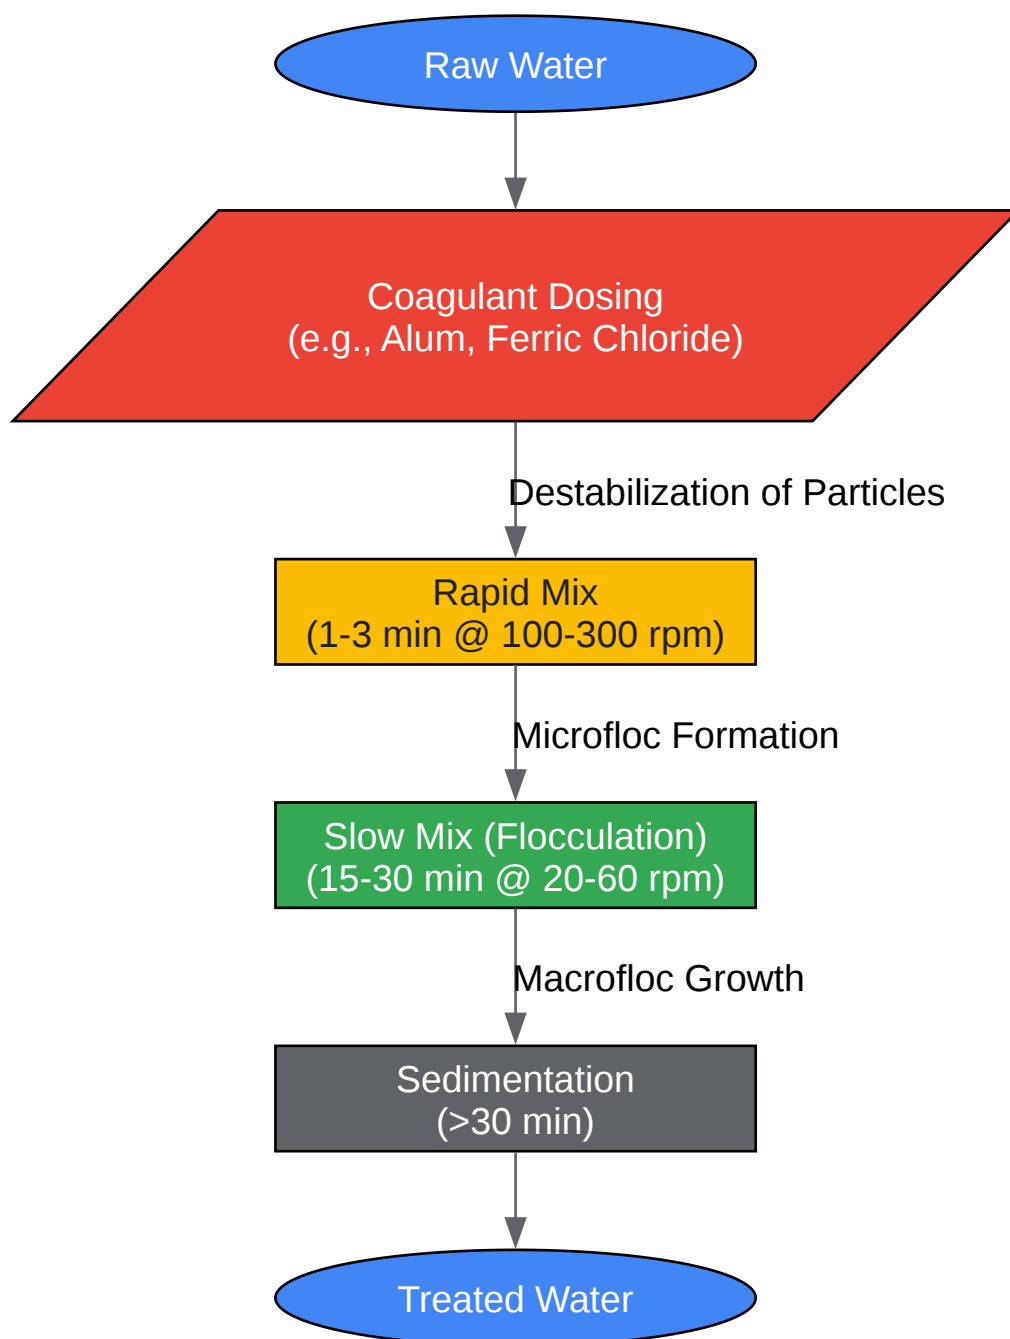 Raw Water
Coagulant Dosing
(e.g., Alum, Ferric Chloride)
Destabilization of Particles
Rapid Mix
(1-3 min @ 100-300 rpm)
Microfloc Formation
Slow Mix (Flocculation)
(15-30 min @ 20-60 rpm)
Macrofloc Growth
Sedimentation
(>30 min)
Treated Water